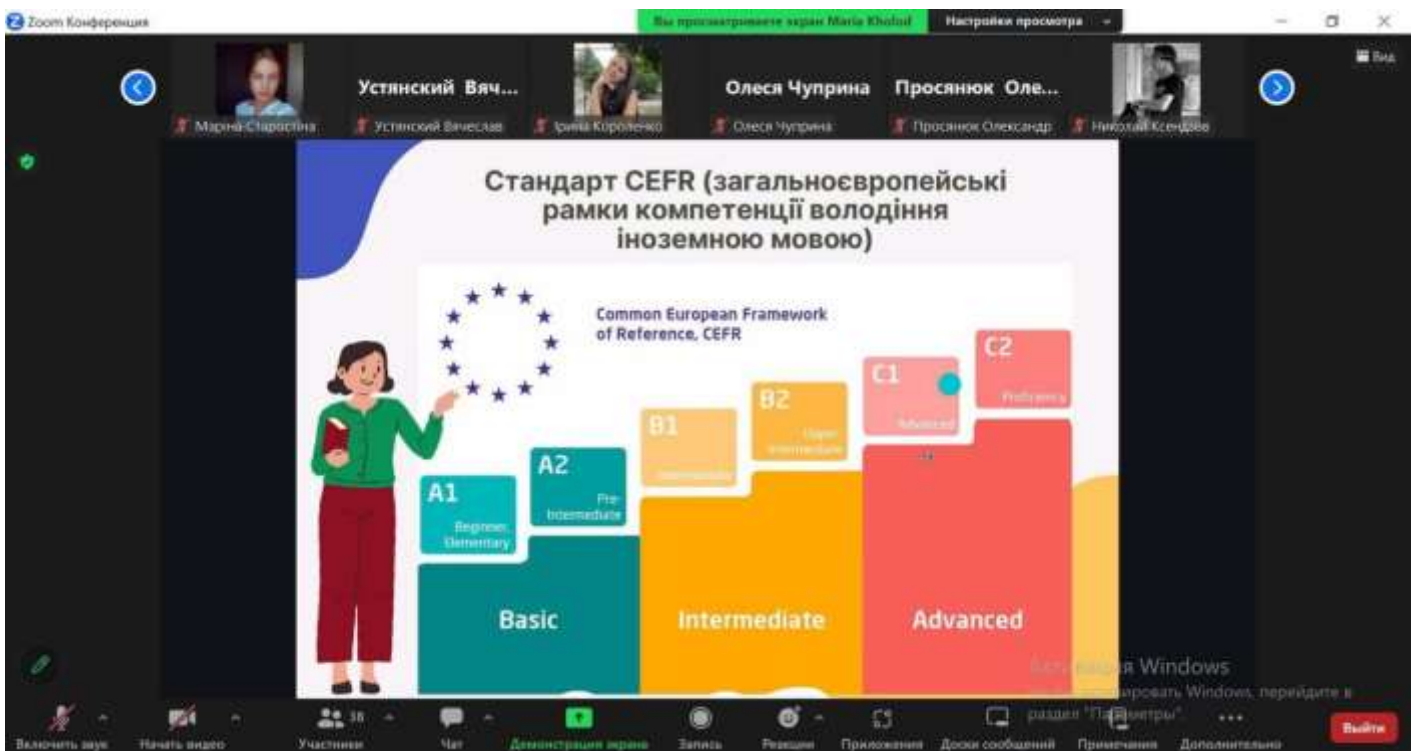 Zoom Конференция
Вы просматриваете экран Maria Kholod
Настройки просмотра
Вид
Устянский Вяч...
Олеся Чуприна
Просянюк Оле...
Марина Старостина
Устянский Вячеслав
Ірина Короленко
Олеся Чуприна
Просянюк Олександр
Николай
Стандарт CEFR (загальноєвропейські
рамки компетенції володіння
іноземною мовою)
Common European Framework
of Reference, CEFR
C2
Proficiency
C1
Advanced
B2
Upper-
Intermediate
B1
Intermediate
A2
Pre-
Intermediate
A1
Beginner,
Elementary
Basic
Intermediate
Advanced
Активация Windows
активировать Windows, перейдите в
раздел "Параметры".
38
Включить звук
Начать видео
Участники
Чат
Демонстрация экрана
Запись
Реакции
Приложения
Доски сообщений
Примечания
Дополнительно
Выйти